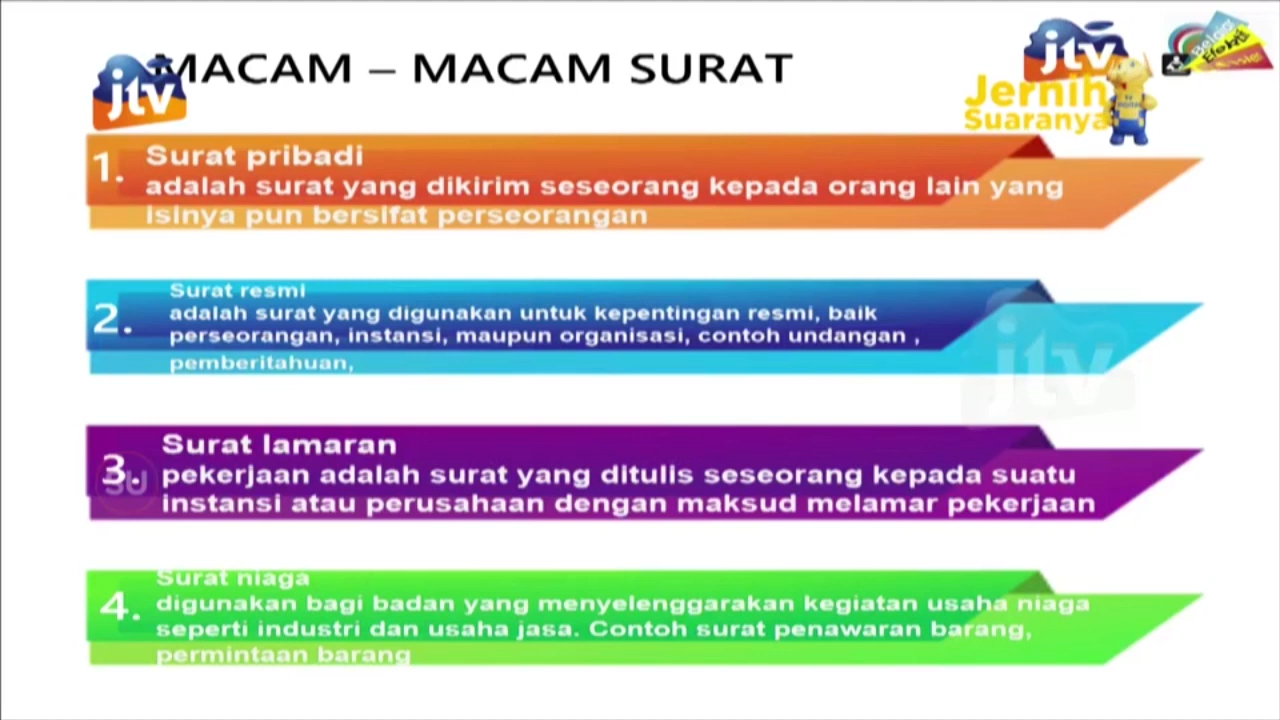 MACAM – MACAM SURAT
jtv
jtv
Jernih
Suaranya
Belajar
Efektif
1.
Surat pribadi
adalah surat yang dikirim seseorang kepada orang lain yang
isinya pun bersifat perseorangan
2.
Surat resmi
adalah surat yang digunakan untuk kepentingan resmi, baik
perseorangan, instansi, maupun organisasi, contoh undangan ,
pemberitahuan,
jtv
3.
Surat lamaran
pekerjaan adalah surat yang ditulis seseorang kepada suatu
instansi atau perusahaan dengan maksud melamar pekerjaan
4.
Surat niaga
digunakan bagi badan yang menyelenggarakan kegiatan usaha niaga
seperti industri dan usaha jasa. Contoh surat penawaran barang,
permintaan barang